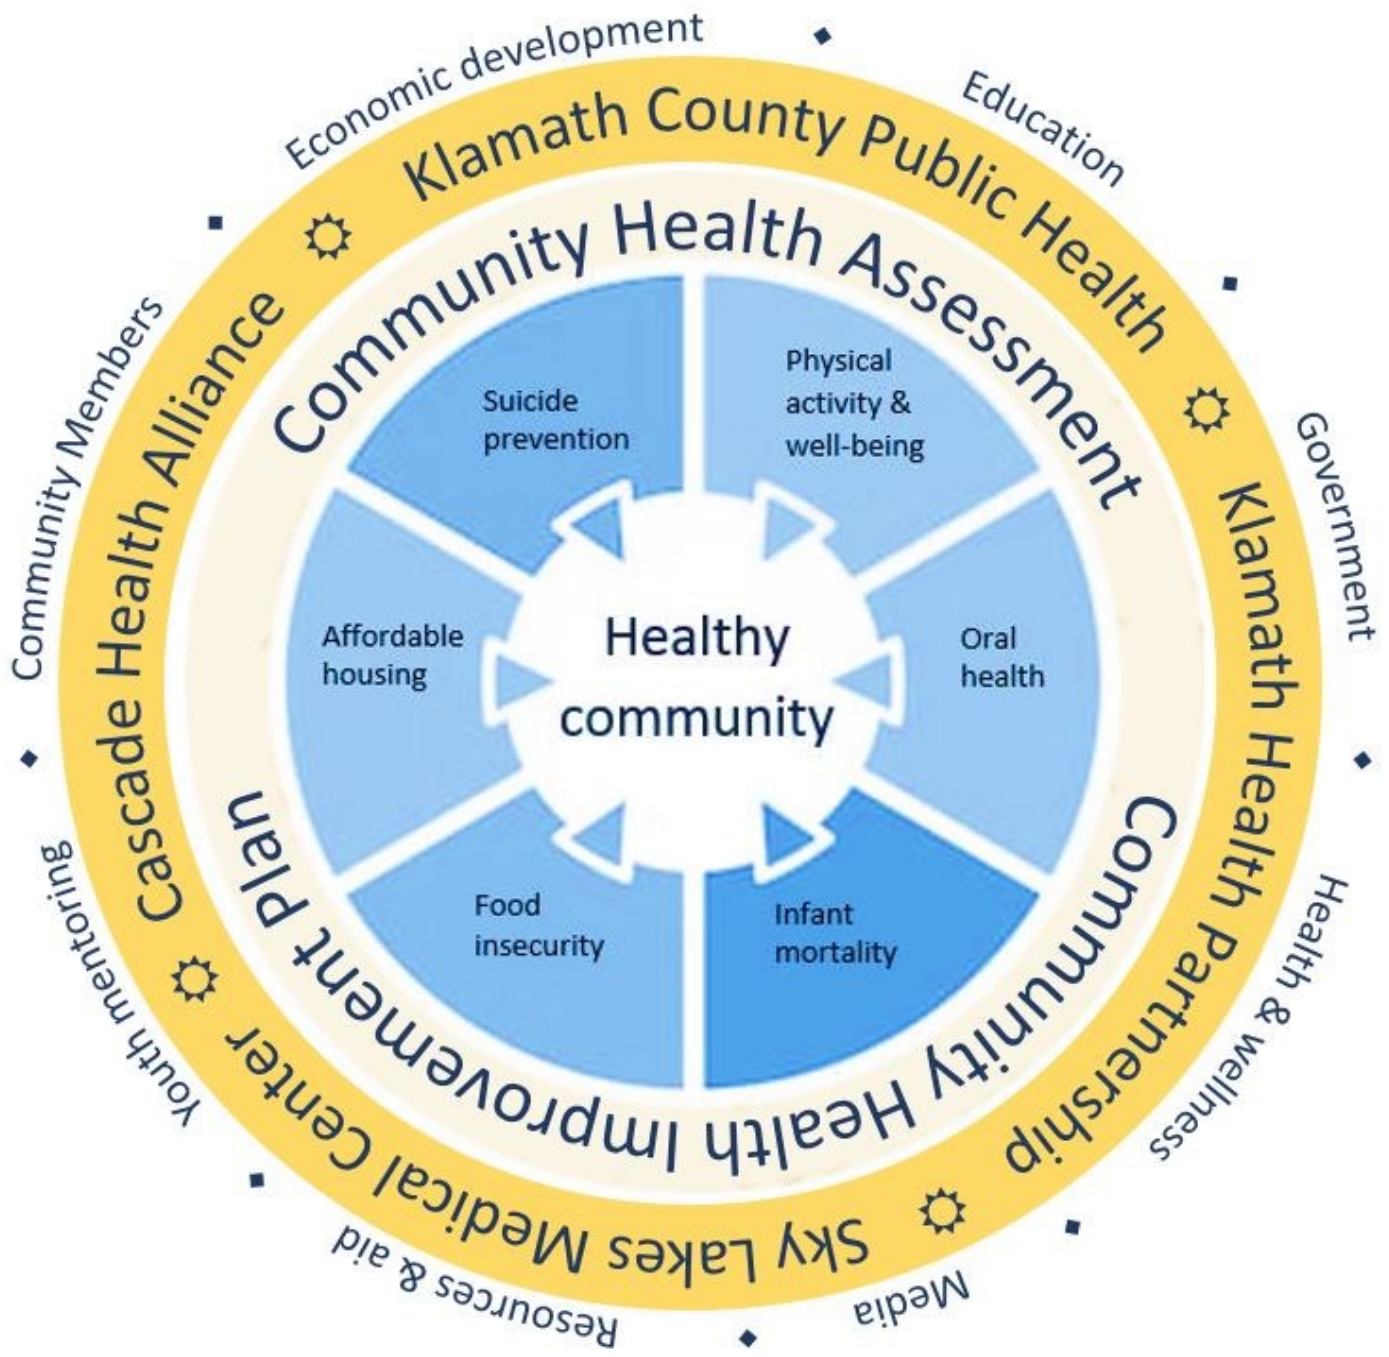 Economic development
Education
Government
Health & wellness
Media
Resources & aid
Youth mentoring
Community Members
Klamath County Public Health
Klamath Health Partnership
Sky Lakes Medical Center
Cascade Health Alliance
Community Health Assessment
Community Health Improvement Plan
Suicide
prevention
Physical
activity &
well-being
Oral
health
Infant
mortality
Food
insecurity
Affordable
housing
Healthy
community